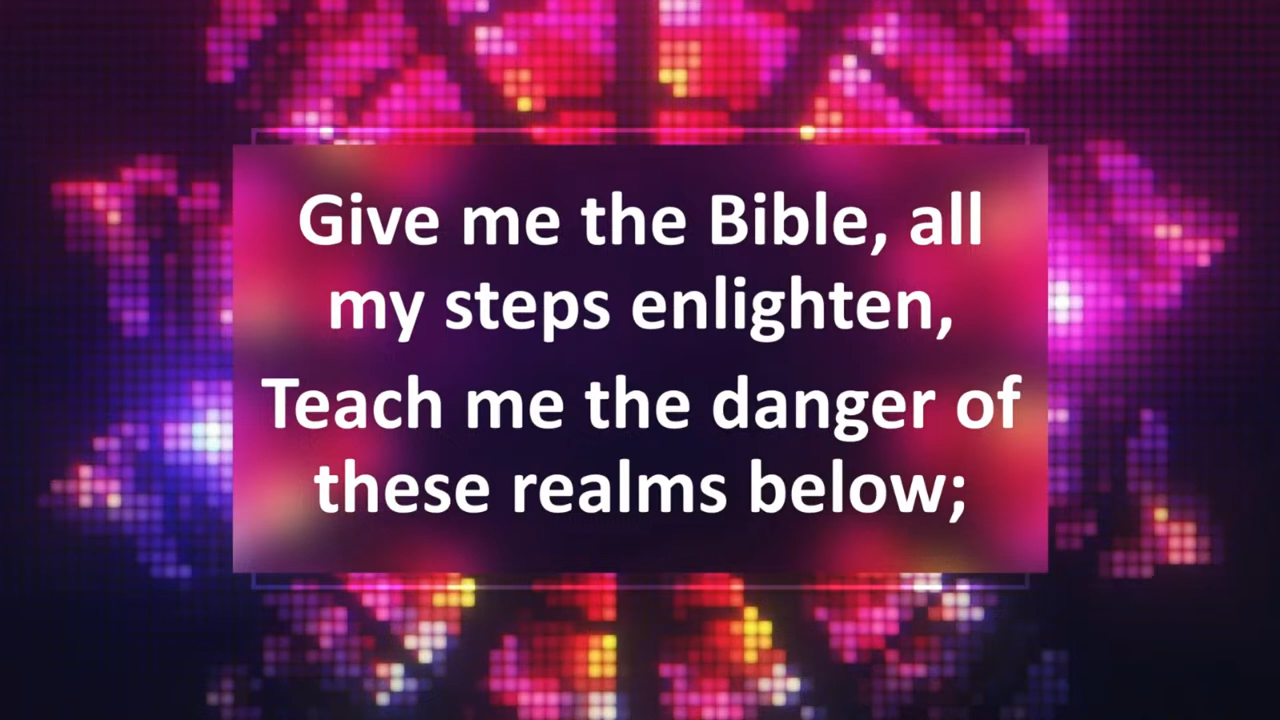 Give me the Bible, all
my steps enlighten,
Teach me the danger of
these realms below;